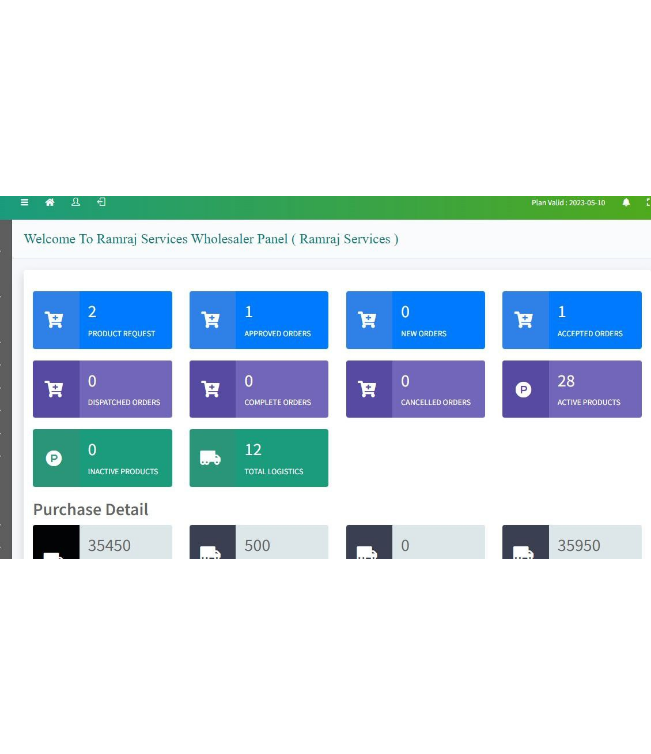 Plan Valid : 2023-05-10
Welcome To Ramraj Services Wholesaler Panel ( Ramraj Services )
2
PRODUCT REQUEST
1
APPROVED ORDERS
0
NEW ORDERS
1
ACCEPTED ORDERS
0
DISPATCHED ORDERS
0
COMPLETE ORDERS
0
CANCELLED ORDERS
P
28
ACTIVE PRODUCTS
P
0
INACTIVE PRODUCTS
12
TOTAL LOGISTICS
Purchase Detail
35450
500
0
35950